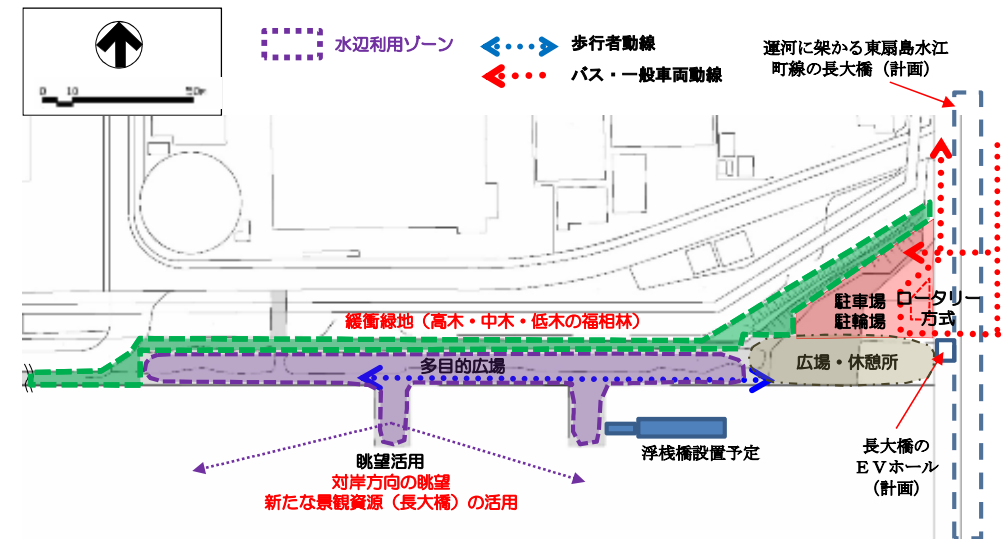 水辺利用ゾーン
歩行者動線
バス・一般車両動線
運河に架かる東扇島水江
町線の長大橋（計画）
0 10 50m
緩衝緑地（高木・中木・低木の福相林）
駐車場
駐輪場
ロータリー
方式
多目的広場
広場・休憩所
浮桟橋設置予定
眺望活用
対岸方向の眺望
新たな景観資源（長大橋）の活用
長大橋の
ＥＶホール
（計画）